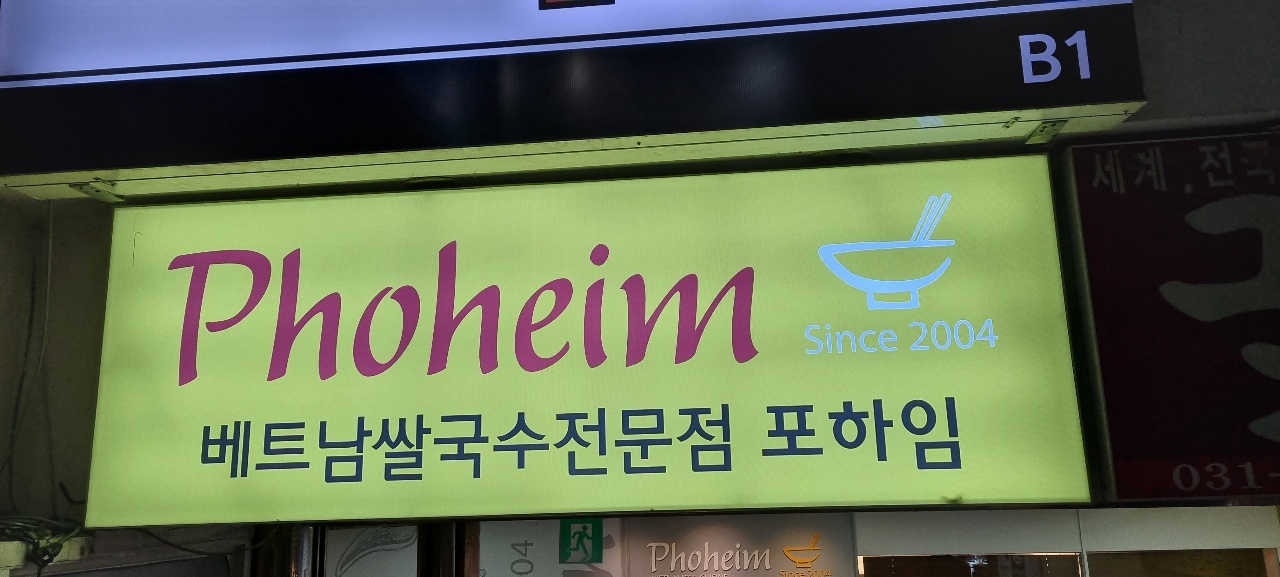 B1
세계.전국
Phoheim
Since 2004
베트남쌀국수전문점 포하임
031-
04
Phoheim
Since 2004